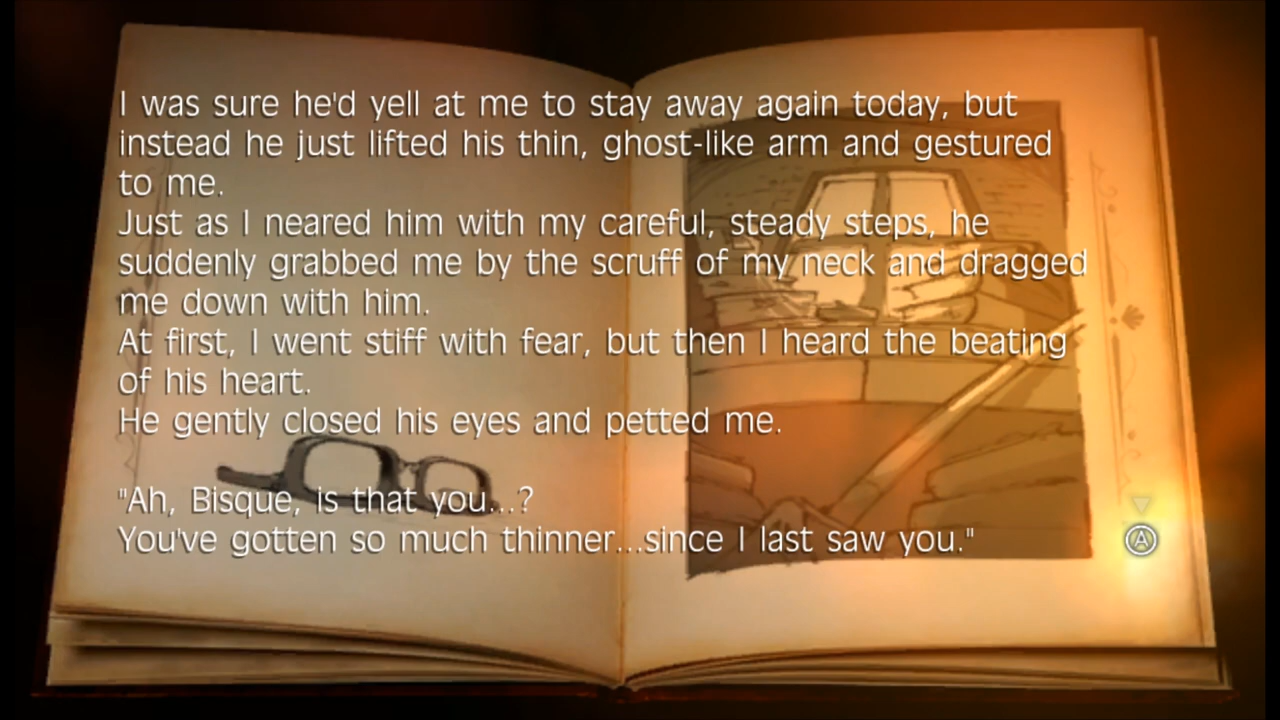 I was sure he'd yell at me to stay away again today, but
instead he just lifted his thin, ghost-like arm and gestured
to me.
Just as I neared him with my careful, steady steps, he
suddenly grabbed me by the scruff of my neck and dragged
me down with him.
At first, I went stiff with fear, but then I heard the beating
of his heart.
He gently closed his eyes and petted me.
"Ah, Bisque, is that you...?
You've gotten so much thinner...since I last saw you."
A